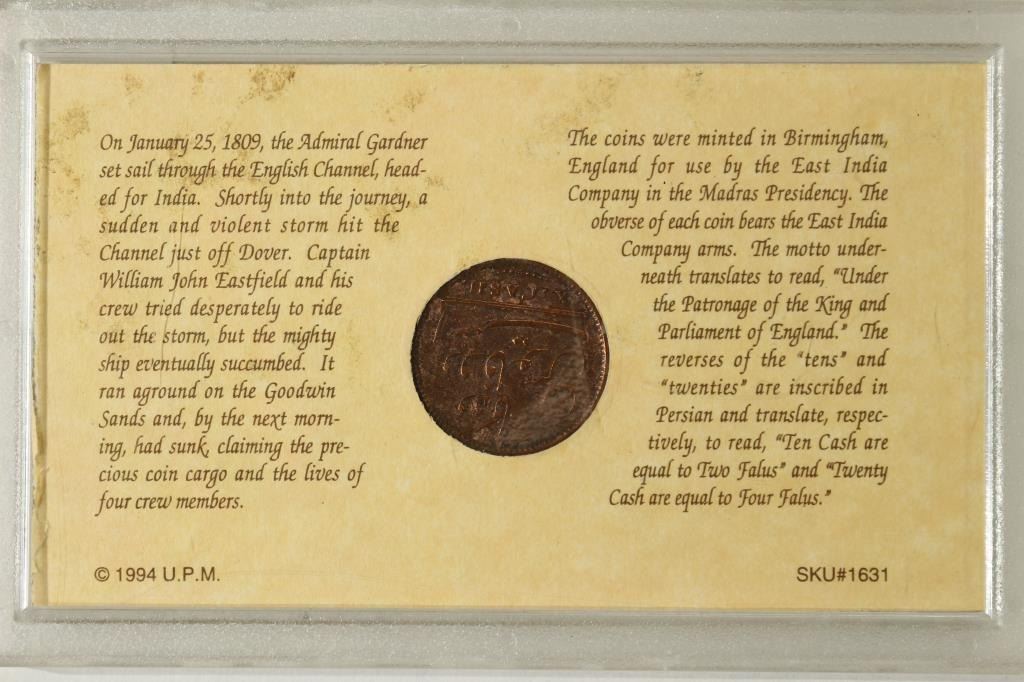 On January 25, 1809, the Admiral Gardner
set sail through the English Channel, head-
ed for India. Shortly into the journey, a
sudden and violent storm hit the
Channel just off Dover. Captain
William John Eastfield and his
crew tried desperately to ride
out the storm, but the mighty
ship eventually succumbed. It
ran aground on the Goodwin
Sands and, by the next morn-
ing, had sunk, claiming the pre-
cious coin cargo and the lives of
four crew members.
The coins were minted in Birmingham,
England for use by the East India
Company in the Madras Presidency. The
obverse of each coin bears the East India
Company arms. The motto under-
neath translates to read, “Under
the Patronage of the King and
Parliament of England.” The
reverses of the “tens” and
“twenties” are inscribed in
Persian and translate, respec-
tively, to read, “Ten Cash are
equal to Two Falus” and “Twenty
Cash are equal to Four Falus.”
© 1994 U.P.M.
SKU#1631